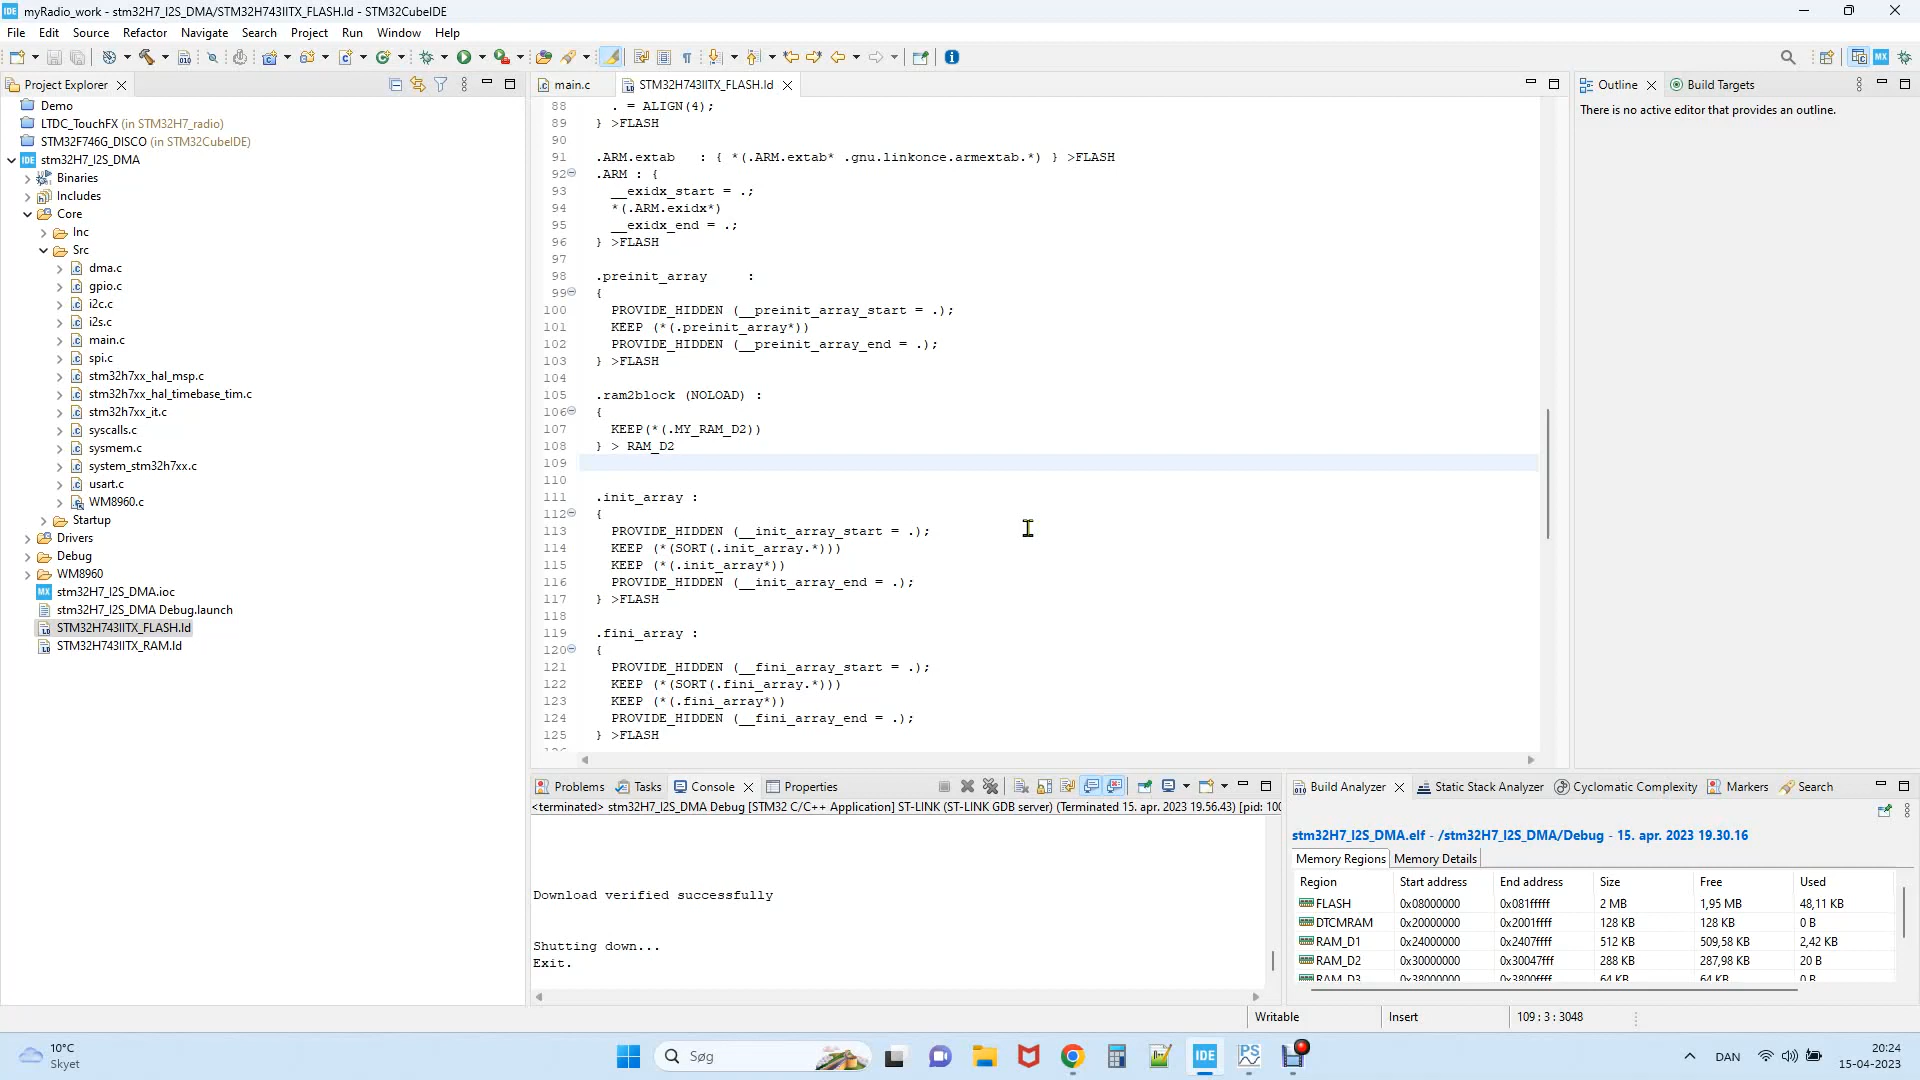 myRadio_work - stm32H7_I2S_DMA/STM32H743IITX_FLASH.ld - STM32CubeIDE
File Edit Source Refactor Navigate Search Project Run Window Help
Project Explorer
main.c
STM32H743IITX_FLASH.ld
Outline
Build Targets
There is no active editor that provides an outline.
Demo
LTDC_TouchFX (in STM32H7_radio)
STM32F746G_DISCO (in STM32CubeIDE)
stm32H7_I2S_DMA
Binaries
Includes
Core
Inc
Src
dma.c
gpio.c
i2c.c
i2s.c
main.c
spi.c
stm32h7xx_hal_msp.c
stm32h7xx_hal_timebase_tim.c
stm32h7xx_it.c
syscalls.c
sysmem.c
system_stm32h7xx.c
usart.c
WM8960.c
Startup
Drivers
Debug
WM8960
stm32H7_I2S_DMA.ioc
stm32H7_I2S_DMA Debug.launch
STM32H743IITX_FLASH.ld
STM32H743IITX_RAM.ld
88 . = ALIGN(4);
89 } >FLASH
90
91 .ARM.extab : { *(.ARM.extab* .gnu.linkonce.armextab.*) } >FLASH
92 .ARM : {
93 __exidx_start = .;
94 *(.ARM.exidx*)
95 __exidx_end = .;
96 } >FLASH
97
98 .preinit_array :
99 {
100 PROVIDE_HIDDEN (__preinit_array_start = .);
101 KEEP (*(.preinit_array*))
102 PROVIDE_HIDDEN (__preinit_array_end = .);
103 } >FLASH
104
105 .ram2block (NOLOAD) :
106 {
107 KEEP(*(.MY_RAM_D2))
108 } > RAM_D2
109
110
111 .init_array :
112 {
113 PROVIDE_HIDDEN (__init_array_start = .);
114 KEEP (*(SORT(.init_array.*)))
115 KEEP (*(.init_array*))
116 PROVIDE_HIDDEN (__init_array_end = .);
117 } >FLASH
118
119 .fini_array :
120 {
121 PROVIDE_HIDDEN (__fini_array_start = .);
122 KEEP (*(SORT(.fini_array.*)))
123 KEEP (*(.fini_array*))
124 PROVIDE_HIDDEN (__fini_array_end = .);
125 } >FLASH
Problems Tasks Console Properties
<terminated> stm32H7_I2S_DMA Debug [STM32 C/C++ Application] ST-LINK (ST-LINK GDB server) (Terminated 15. apr. 2023 19.56.43) [pid: 100
Download verified successfully
Shutting down...
Exit.
Build Analyzer Static Stack Analyzer Cyclomatic Complexity Markers Search
stm32H7_I2S_DMA.elf - /stm32H7_I2S_DMA/Debug - 15. apr. 2023 19.30.16
Memory Regions Memory Details
Region Start address End address Size Free Used
FLASH 0x08000000 0x081fffff 2 MB 1,95 MB 48,11 KB
DTCMRAM 0x20000000 0x2001ffff 128 KB 128 KB 0 B
RAM_D1 0x24000000 0x2407ffff 512 KB 509,58 KB 2,42 KB
RAM_D2 0x30000000 0x30047fff 288 KB 287,98 KB 20 B
RAM_D3 0x38000000 0x3800ffff 64 KB 64 KB 0 B
Writable Insert 109 : 3 : 3048
10°C
Skyet
Søg
IDE
DAN
20:24
15-04-2023